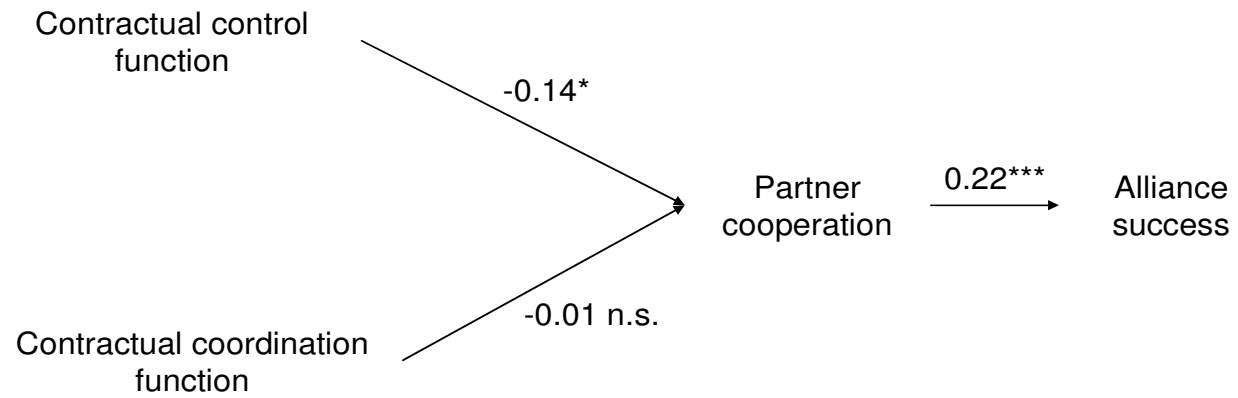 Contractual control
function
-0.14*
Partner
cooperation
0.22***
Alliance
success
-0.01 n.s.
Contractual coordination
function